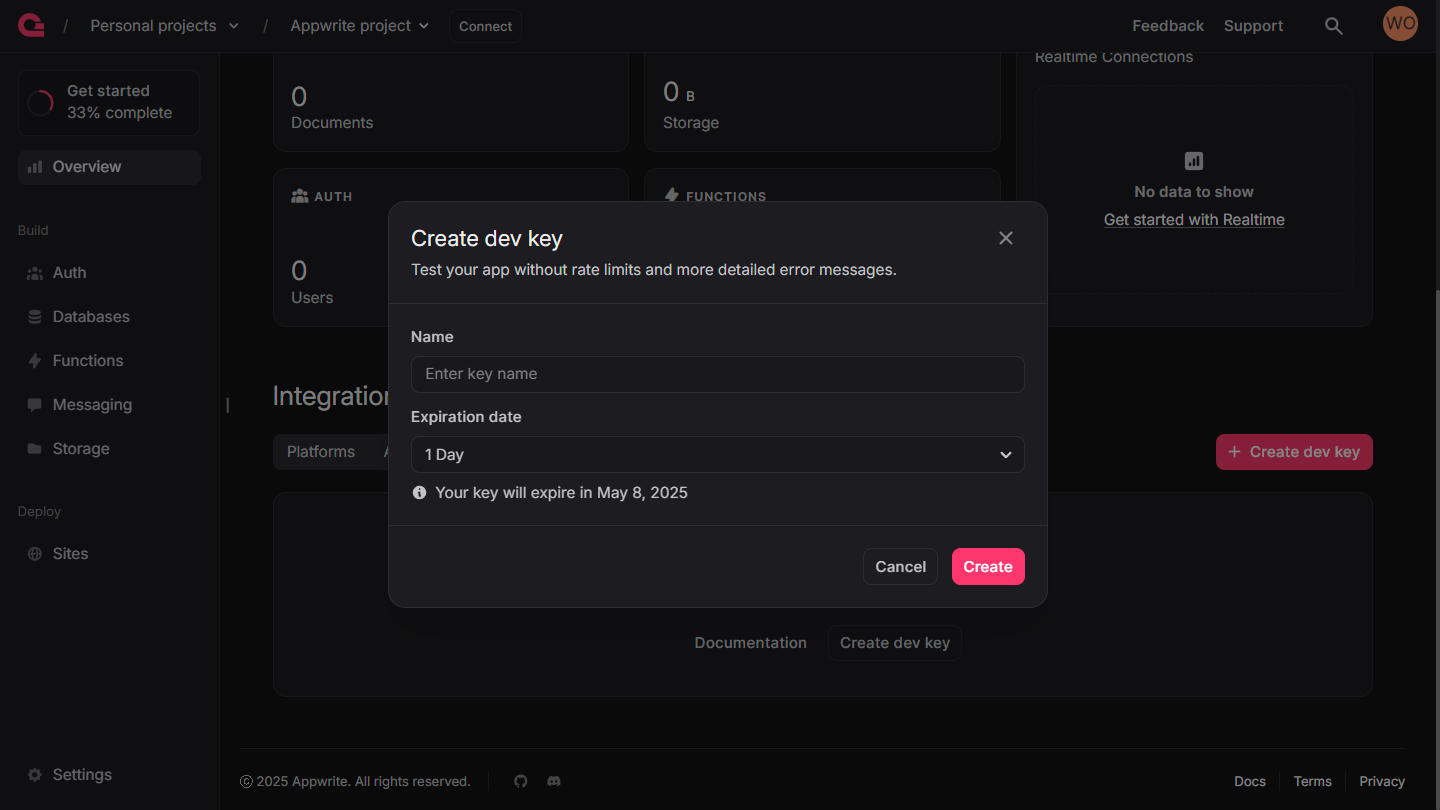 / Personal projects / Appwrite project Connect Feedback Support WO
Get started
33% complete
Overview
Build
Auth
Databases
Functions
Messaging
Storage
Deploy
Sites
Settings
0
Documents
0 B
Storage
Realtime Connections
No data to show
Get started with Realtime
AUTH
FUNCTIONS
0
Users
Platforms
+ Create dev key
Create dev key
Test your app without rate limits and more detailed error messages.
Name
Enter key name
Expiration date
1 Day
Your key will expire in May 8, 2025
Cancel Create
Documentation Create dev key
© 2025 Appwrite. All rights reserved. Docs Terms Privacy